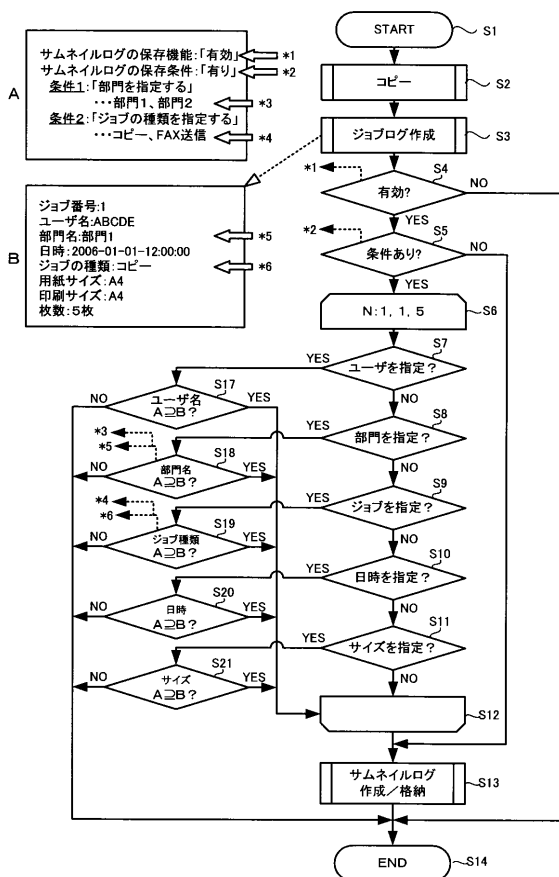 A
サムネイルログの保存機能:「有効」 *1
サムネイルログの保存条件:「有り」 *2
条件1:「部門を指定する」
…部門1、部門2 *3
条件2:「ジョブの種類を指定する」
…コピー、FAX送信 *4
B
ジョブ番号:1
ユーザ名:ABCDE
部門名:部門1 *5
日時:2006-01-01-12:00:00
ジョブの種類:コピー *6
用紙サイズ:A4
印刷サイズ:A4
枚数:5枚
START S1
コピー S2
ジョブログ作成 S3
*1 S4
有効? NO
YES
*2 S5
条件あり? NO
YES
N:1, 1, 5 S6
S7
YES ユーザを指定?
NO
S17
NO ユーザ名 YES
A⊇B?
S8
YES 部門を指定?
NO
*3
*5 S18
NO 部門名 YES
A⊇B?
S9
YES ジョブを指定?
NO
*4
*6 S19
NO ジョブ種類 YES
A⊇B?
S10
YES 日時を指定?
NO
S20
NO 日時 YES
A⊇B?
S11
YES サイズを指定?
NO
S21
NO サイズ YES
A⊇B?
S12
サムネイルログ
作成/格納 S13
END S14